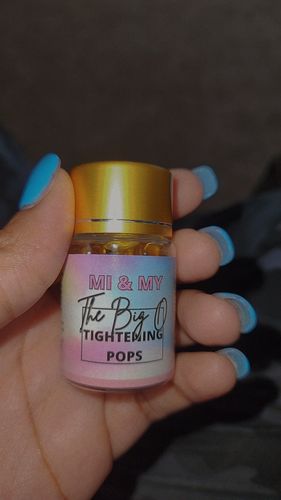 MI & MY
The Big O
TIGHTENING
POPS